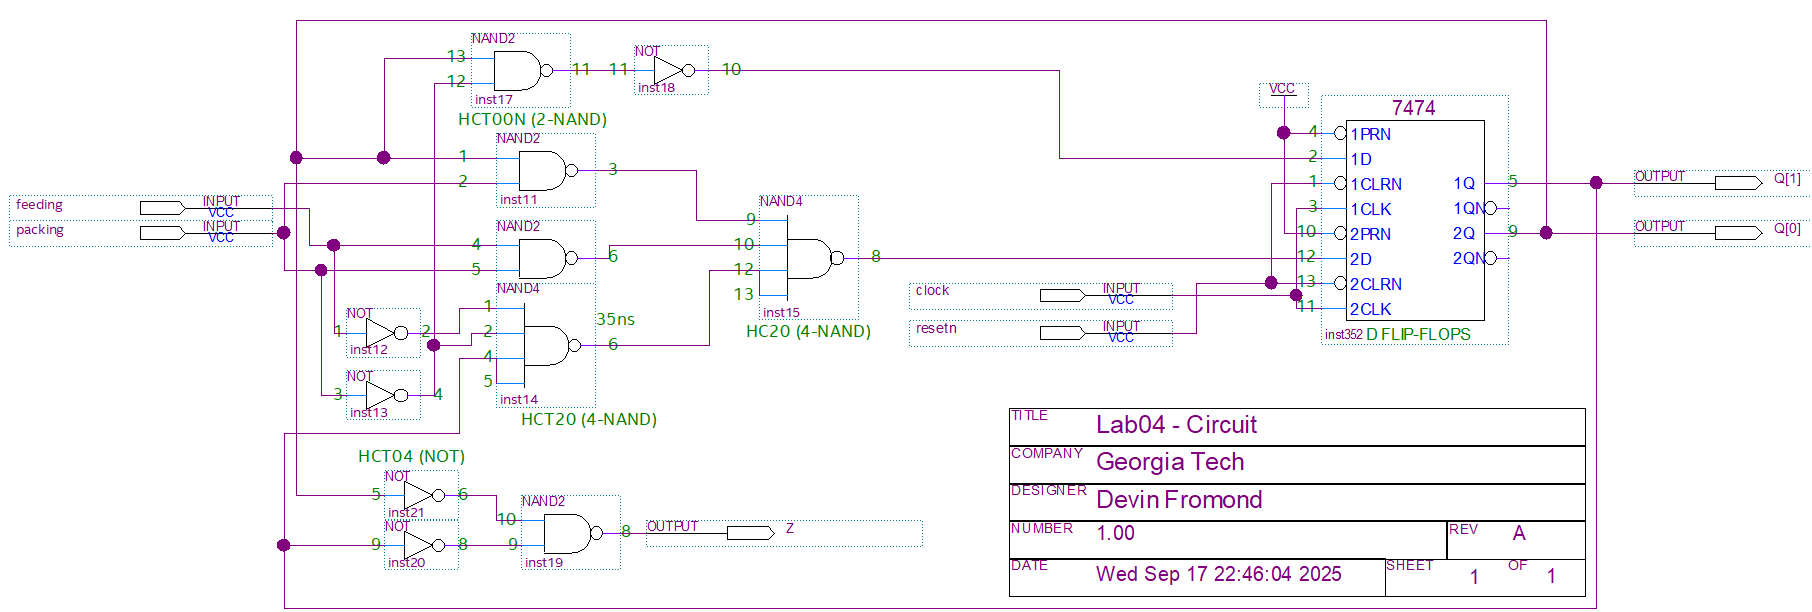 NAND2
13
12
11
inst17
NOT
11
10
inst18
HCT00N (2-NAND)
NAND2
1
2
3
inst11
feeding
INPUT
VCC
packing
INPUT
VCC
NAND2
4
5
6
NAND4
1
2
4
5
6
35ns
inst14
HCT20 (4-NAND)
NOT
1
2
inst12
NOT
3
4
inst13
NAND4
9
10
12
13
8
inst15
HC20 (4-NAND)
VCC
7474
4
1PRN
2
1D
1
1CLRN
3
1CLK
10
2PRN
12
2D
13
2CLRN
11
2CLK
1Q
5
1QN
2Q
9
2QN
inst352
D FLIP-FLOPS
OUTPUT
Q[1]
OUTPUT
Q[0]
clock
INPUT
VCC
resetn
INPUT
VCC
HCT04 (NOT)
NOT
5
6
inst21
NOT
9
8
inst20
NAND2
10
9
8
inst19
OUTPUT
Z
TITLE
Lab04 - Circuit
COMPANY
Georgia Tech
DESIGNER
Devin Fromond
NUMBER
1.00
REV
A
DATE
Wed Sep 17 22:46:04 2025
SHEET
1
OF
1